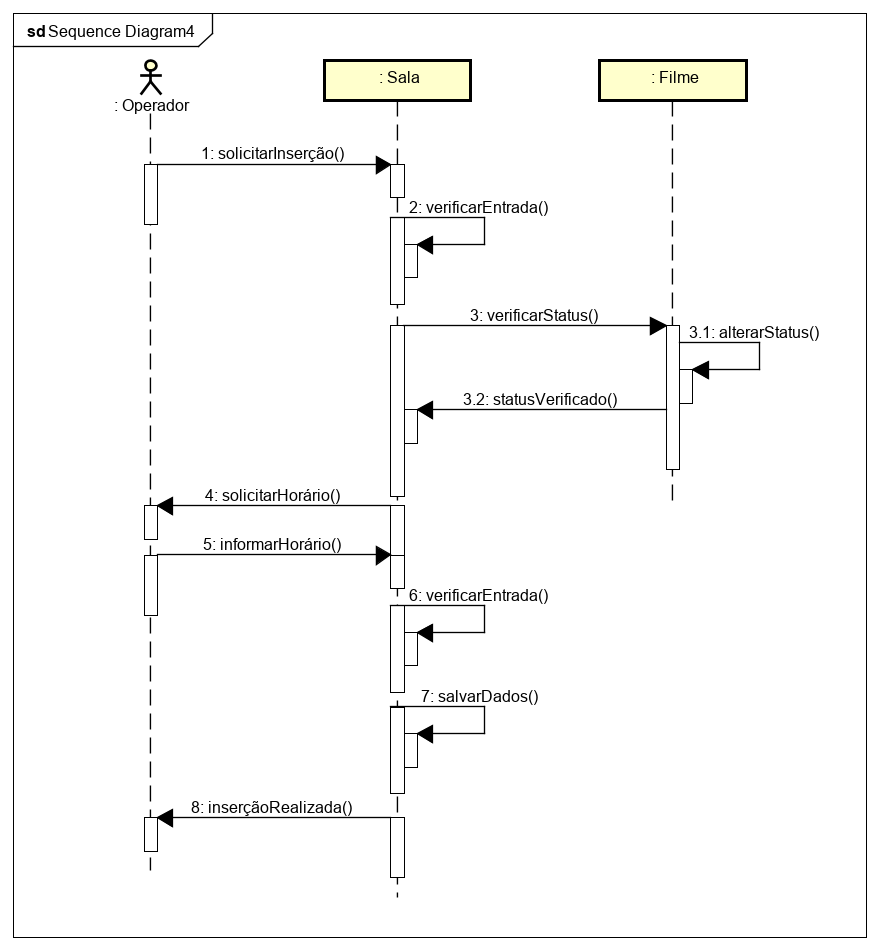 sd Sequence Diagram4
: Operador
: Sala
: Filme
1: solicitarInserção()
2: verificarEntrada()
3: verificarStatus()
3.1: alterarStatus()
3.2: statusVerificado()
4: solicitarHorário()
5: informarHorário()
6: verificarEntrada()
7: salvarDados()
8: inserçãoRealizada()